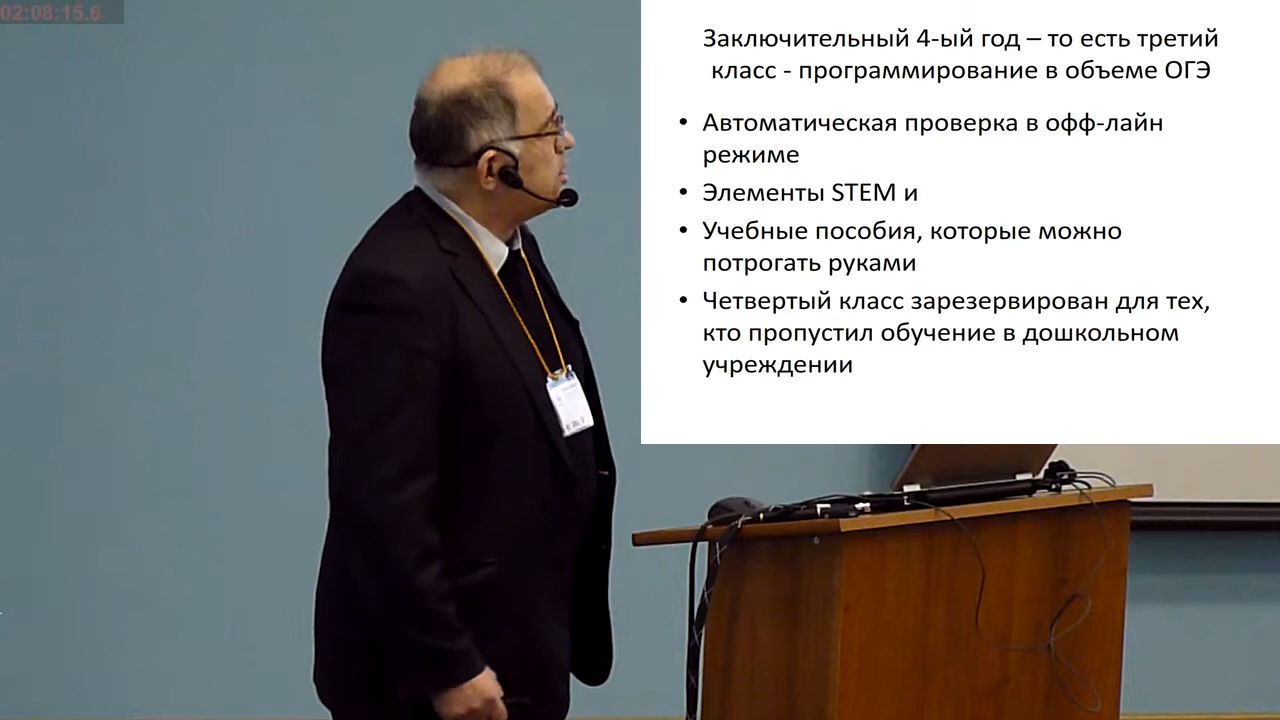 02:08:15.6
Заключительный 4-ый год – то есть третий
класс - программирование в объеме ОГЭ
• Автоматическая проверка в офф-лайн
режиме
• Элементы STEM и
• Учебные пособия, которые можно
потрогать руками
• Четвертый класс зарезервирован для тех,
кто пропустил обучение в дошкольном
учреждении